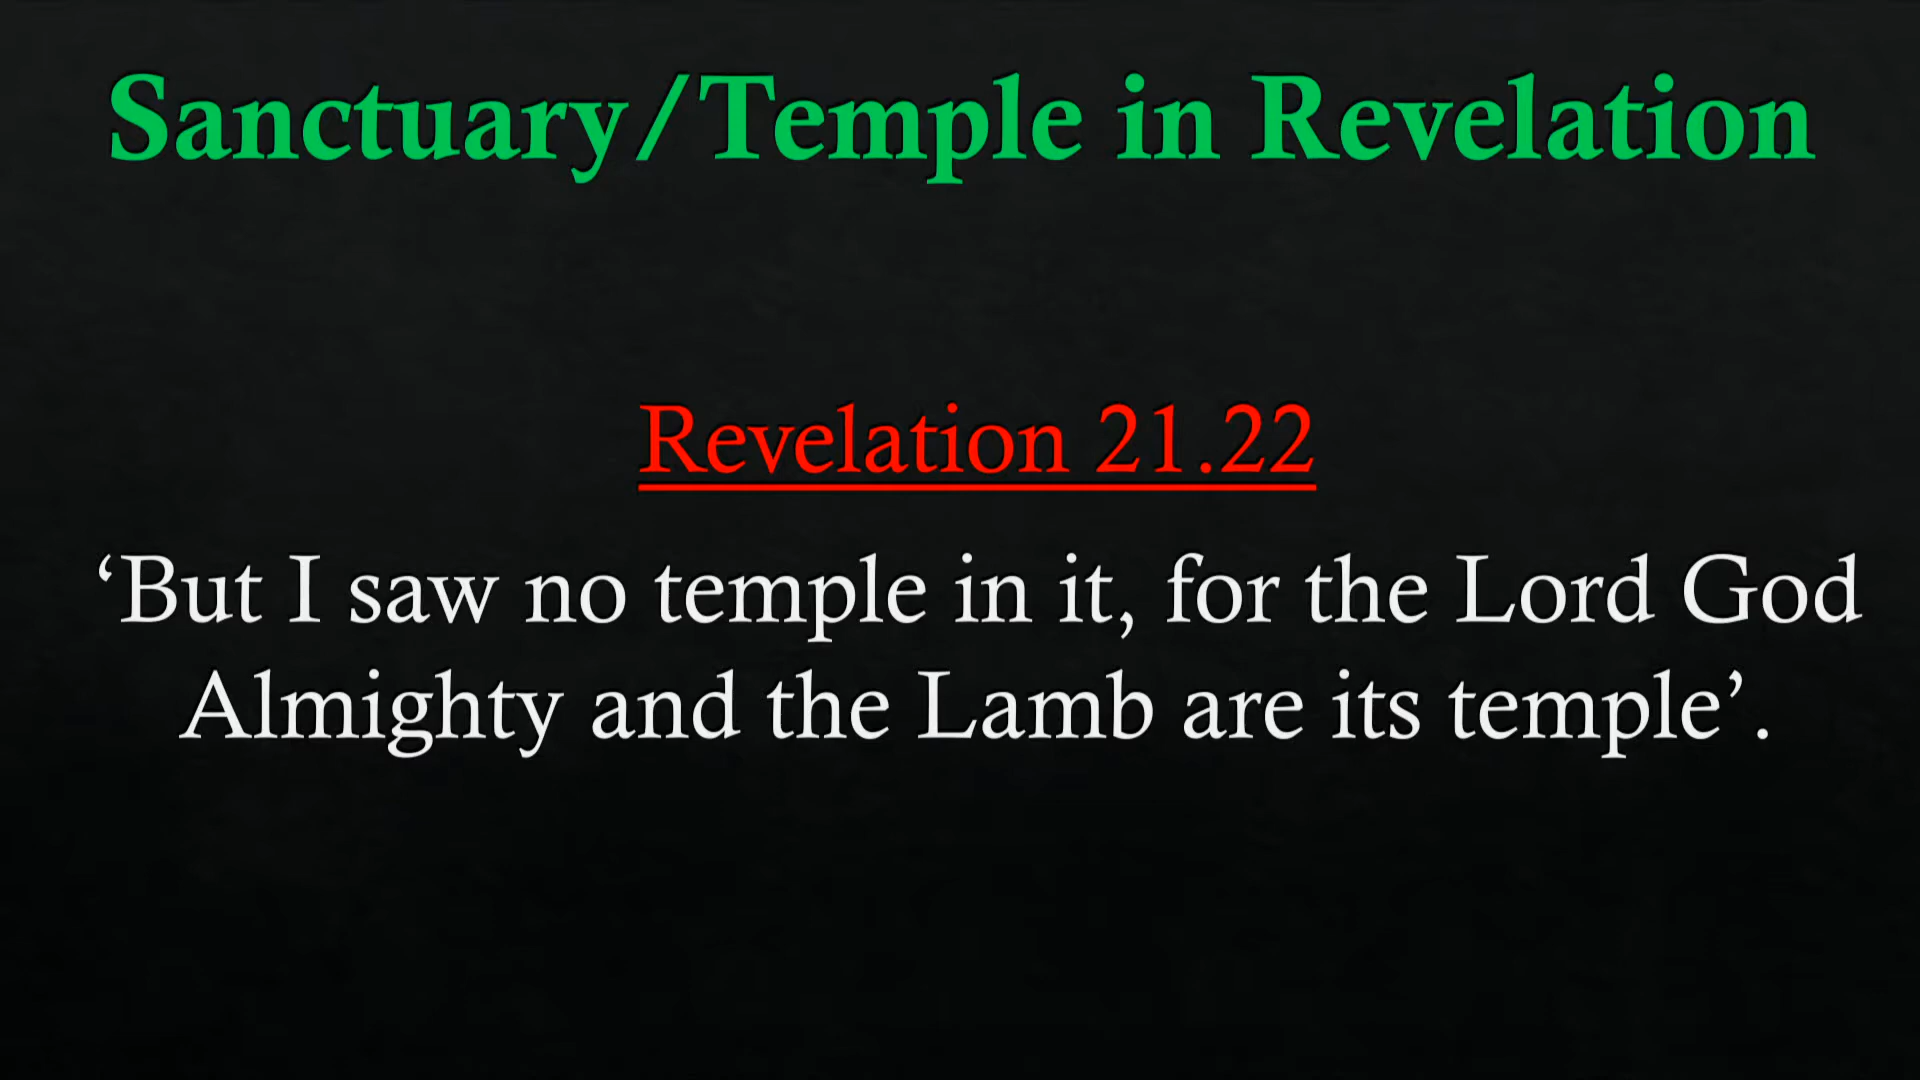 Sanctuary/Temple in Revelation
Revelation 21.22
‘But I saw no temple in it, for the Lord God
Almighty and the Lamb are its temple’.